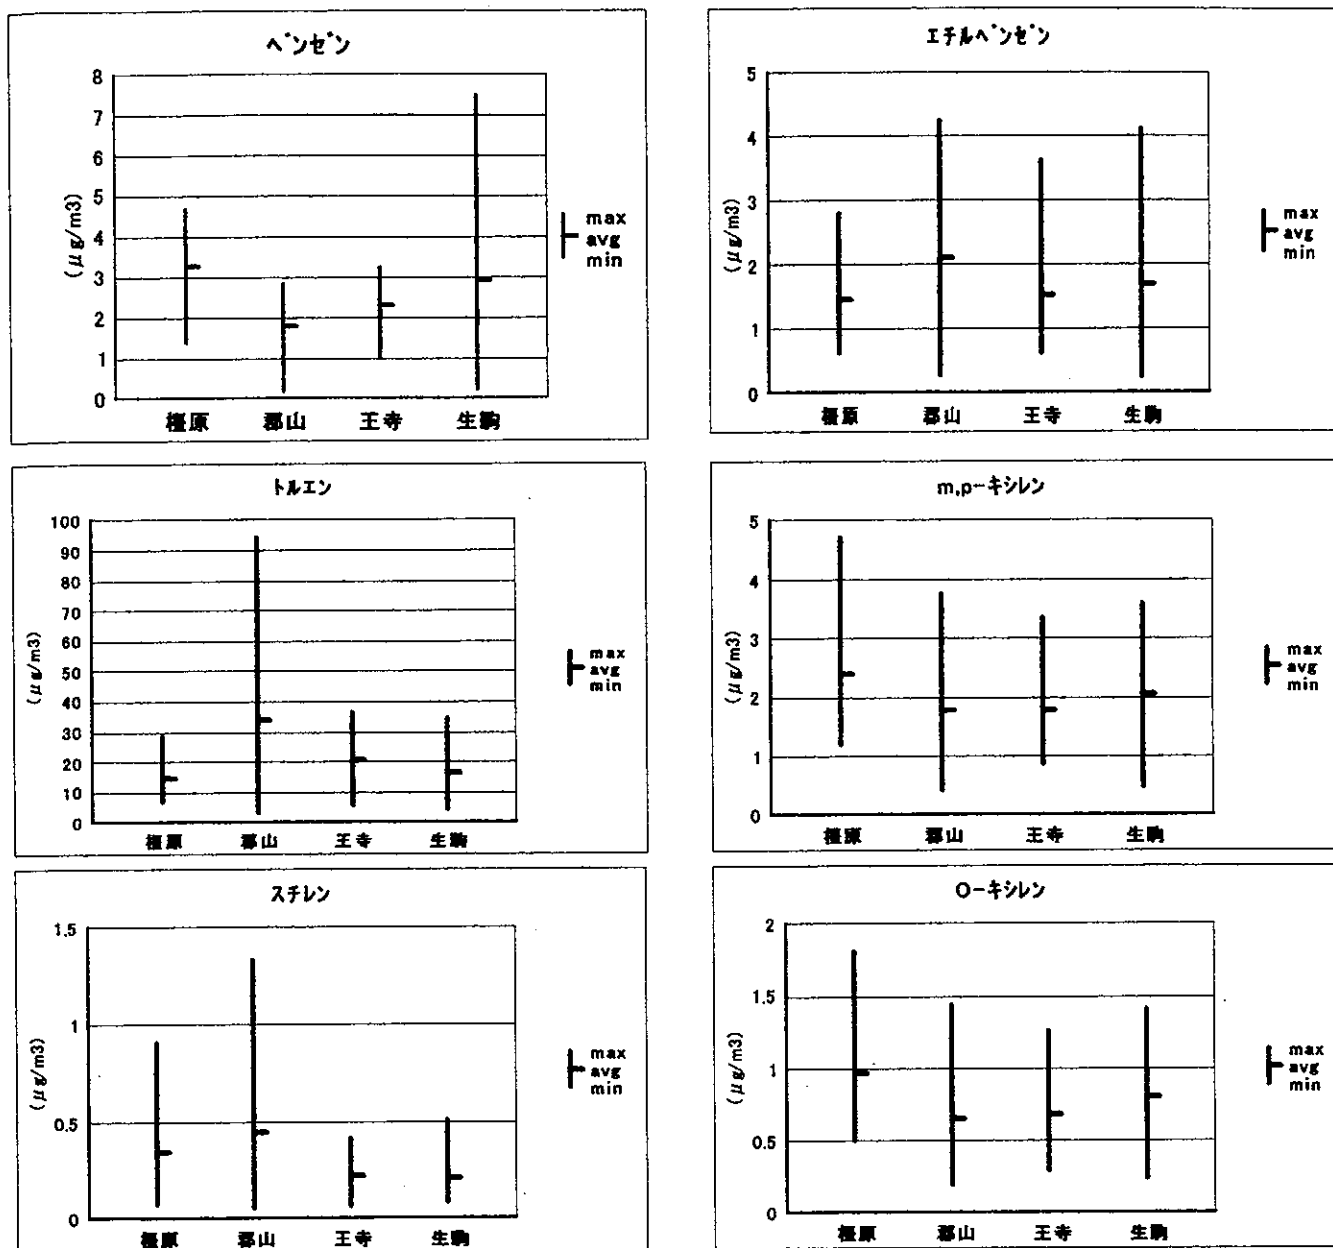 ベンゼン
8
7
6
5
4
3
2
1
0
(μg/m3)
橿原 郡山 王寺 生駒
max
avg
min
エチルベンゼン
5
4
3
2
1
0
(μg/m3)
橿原 郡山 王寺 生駒
max
avg
min
トルエン
100
90
80
70
60
50
40
30
20
10
0
(μg/m3)
橿原 郡山 王寺 生駒
max
avg
min
m,p-キシレン
5
4
3
2
1
0
(μg/m3)
橿原 郡山 王寺 生駒
max
avg
min
スチレン
1.5
1
0.5
0
(μg/m3)
橿原 郡山 王寺 生駒
max
avg
min
O-キシレン
2
1.5
1
0.5
0
(μg/m3)
橿原 郡山 王寺 生駒
max
avg
min